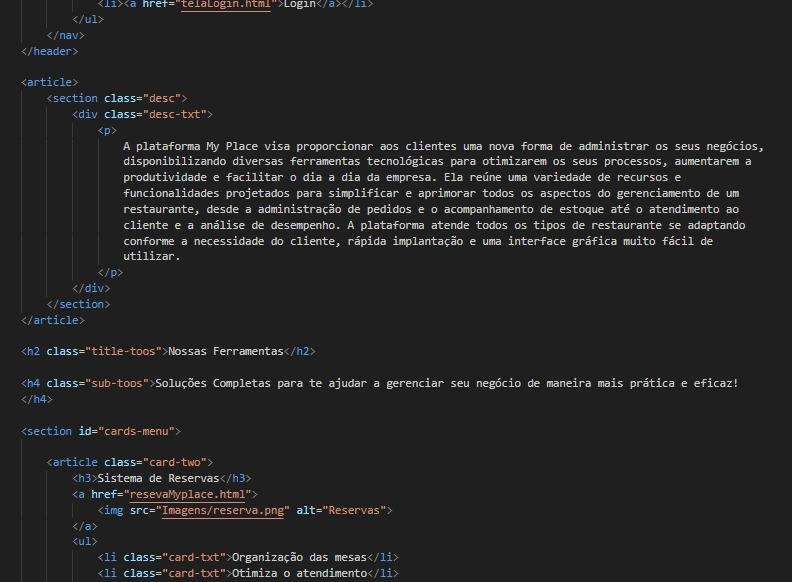 <li><a href="telaLogin.html">Login</a></li>
</ul>
</nav>
</header>
<article>
<section class="desc">
<div class="desc-txt">
<p>
A plataforma My Place visa proporcionar aos clientes uma nova forma de administrar os seus negócios,
disponibilizando diversas ferramentas tecnológicas para otimizarem os seus processos, aumentarem a
produtividade e facilitar o dia a dia da empresa. Ela reúne uma variedade de recursos e
funcionalidades projetados para simplificar e aprimorar todos os aspectos do gerenciamento de um
restaurante, desde a administração de pedidos e o acompanhamento de estoque até o atendimento ao
cliente e a análise de desempenho. A plataforma atende todos os tipos de restaurante se adaptando
conforme a necessidade do cliente, rápida implantação e uma interface gráfica muito fácil de
utilizar.
</p>
</div>
</section>
</article>
<h2 class="title-toos">Nossas Ferramentas</h2>
<h4 class="sub-toos">Soluções Completas para te ajudar a gerenciar seu negócio de maneira mais prática e eficaz!
</h4>
<section id="cards-menu">
<article class="card-two">
<h3>Sistema de Reservas</h3>
<a href="resevaMyplace.html">
<img src="Imagens/reserva.png" alt="Reservas">
</a>
<ul>
<li class="card-txt">Organização das mesas</li>
<li class="card-txt">Otimiza o atendimento</li>